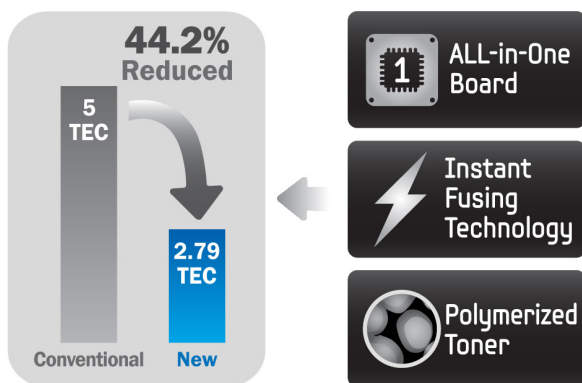 44.2%
Reduced
5
TEC
2.79
TEC
Conventional
New
1
ALL-in-One
Board
Instant
Fusing
Technology
Polymerized
Toner